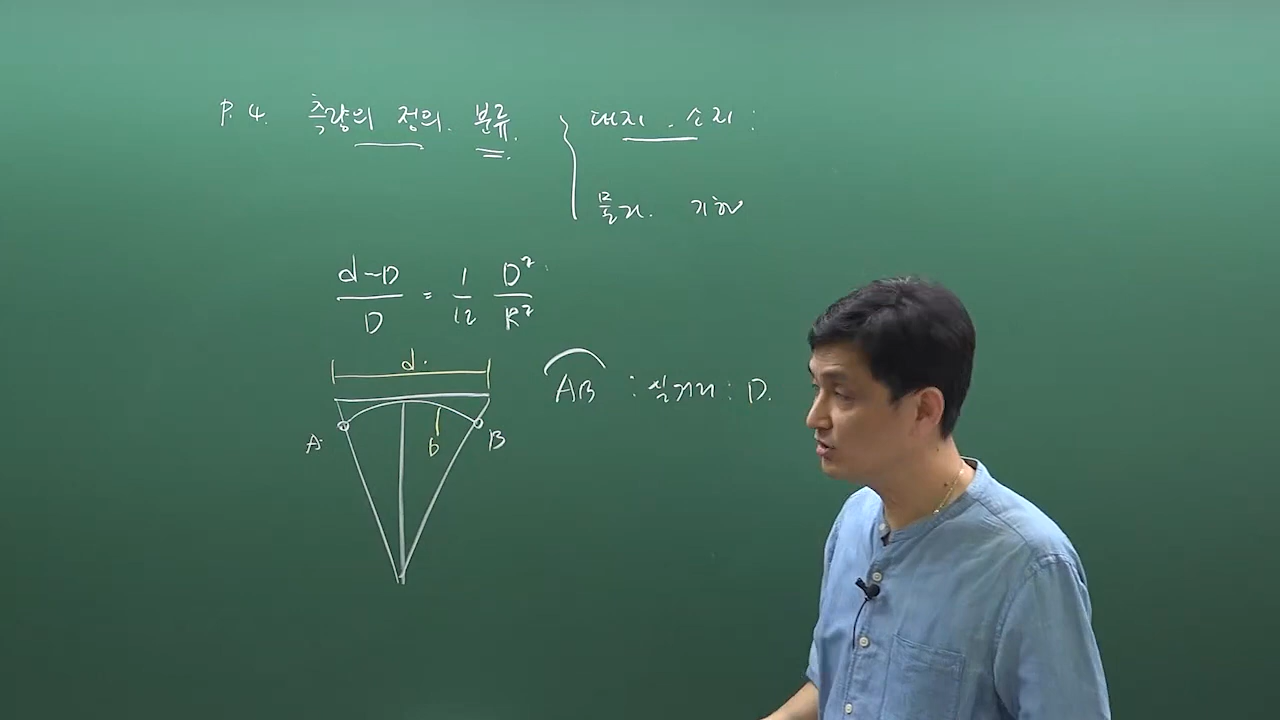 P. 4. 측량의 정의. 분류. { 대지. 소지 :
물리. 기하
d-D/D = 1/12 D²/R²
d.
AB : 실거리 : D.
A. B